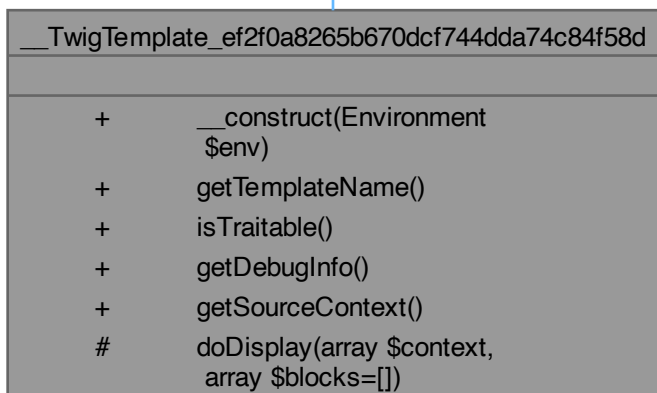 __TwigTemplate_ef2f0a8265b670dcf744dda74c84f58d
+ __construct(Environment
$env)
+ getTemplateName()
+ isTraitable()
+ getDebugInfo()
+ getSourceContext()
# doDisplay(array $context,
array $blocks=[])